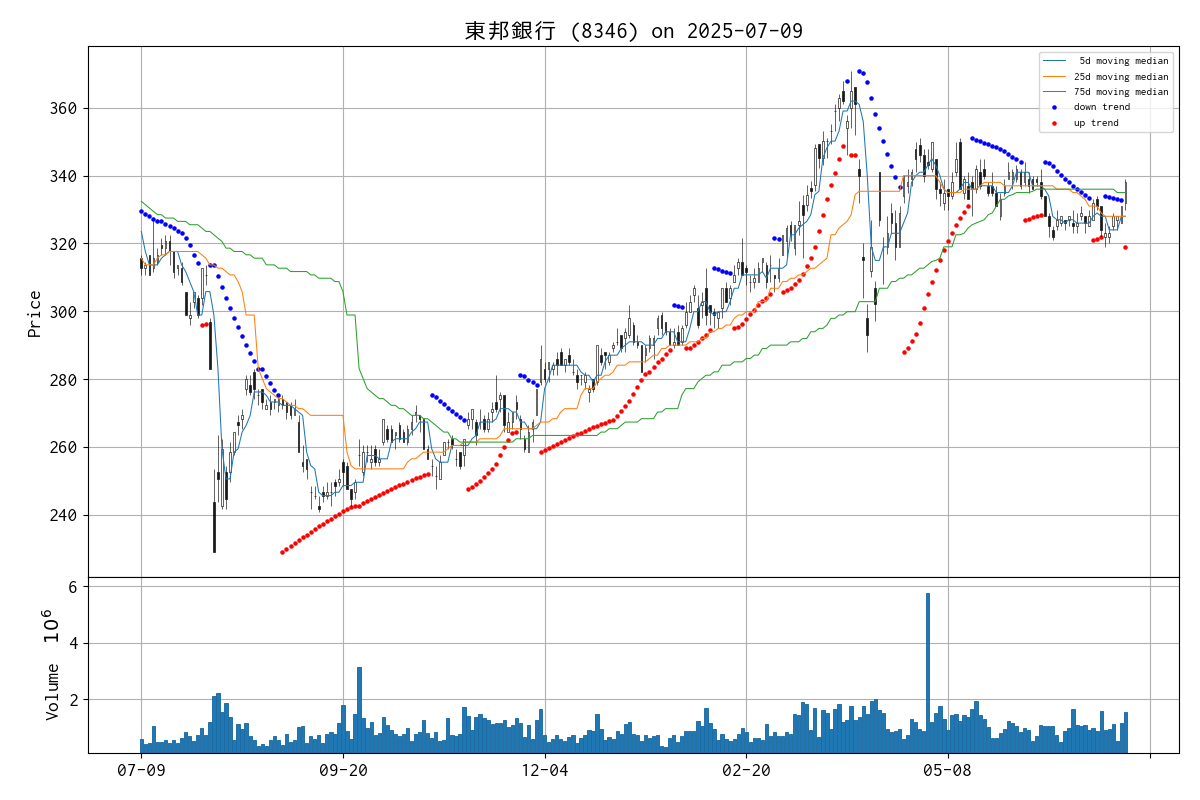 東邦銀行 (8346) on 2025-07-09
5d moving median
25d moving median
75d moving median
down trend
up trend
Price
360
340
320
300
280
260
240
Volume 10^6
6
4
2
07-09 09-20 12-04 02-20 05-08